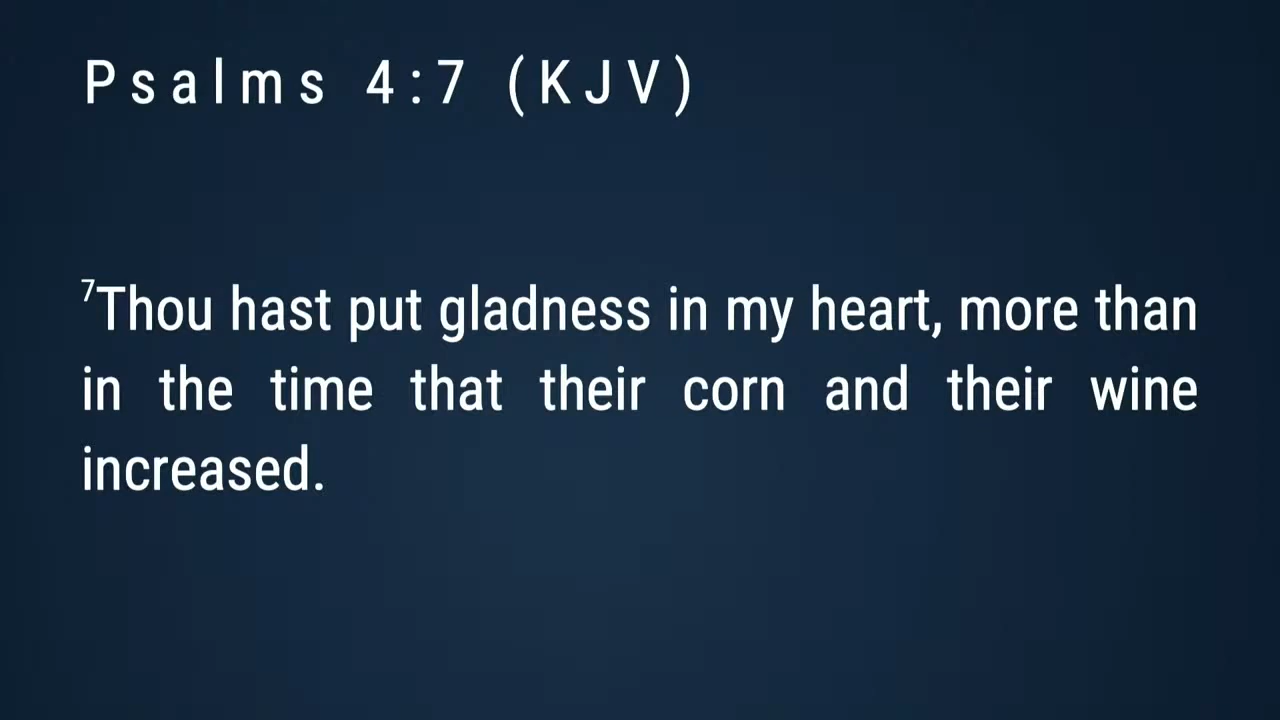 Psalms 4:7 (KJV)
7Thou hast put gladness in my heart, more than
in the time that their corn and their wine
increased.